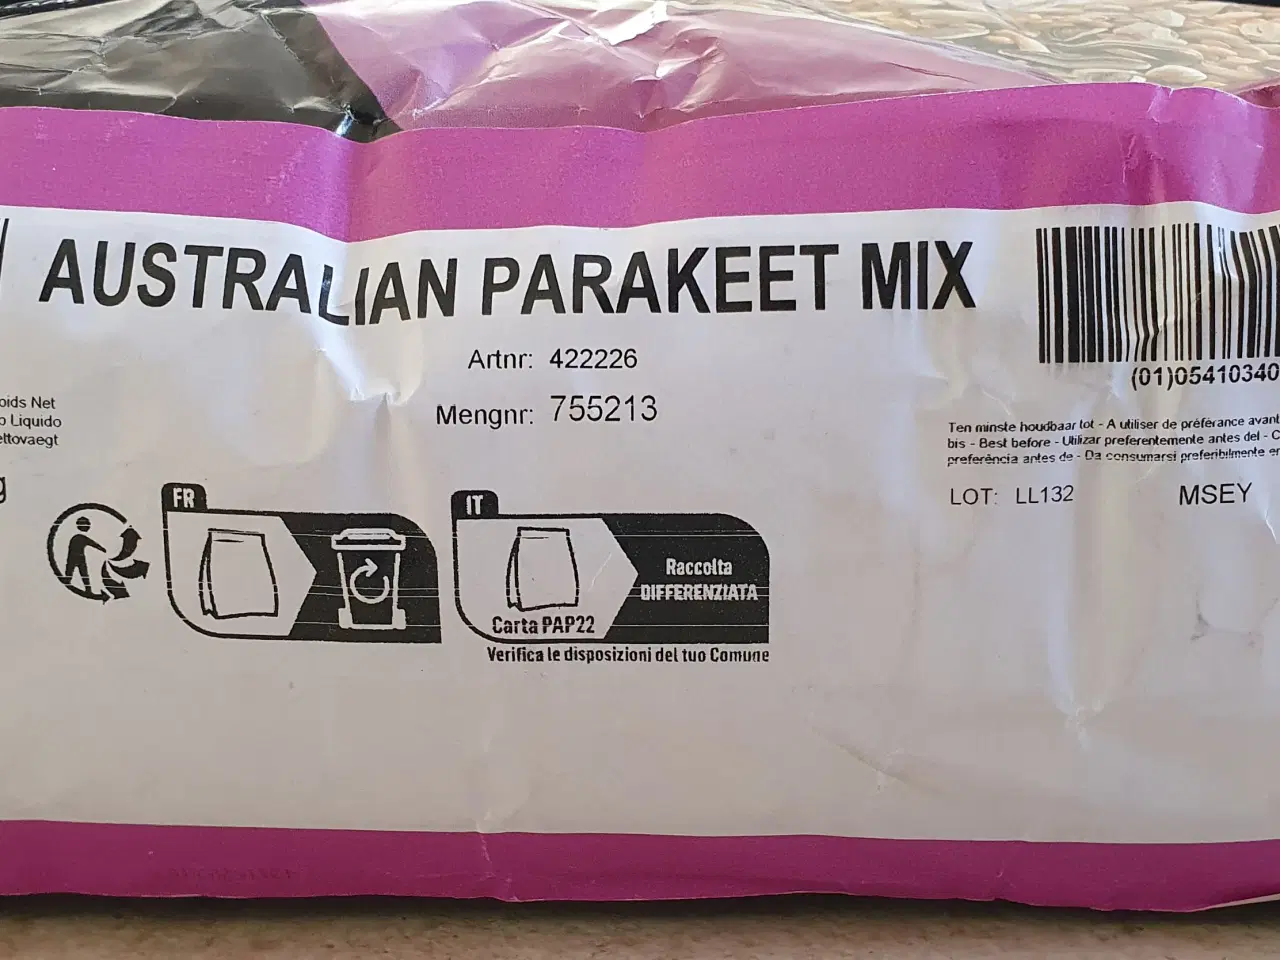 AUSTRALIAN PARAKEET MIX
Artnr: 422226
Mengnr: 755213
(01)05410340
oids Net
o Liquido
ettovaegt
g
Ten minste houdbaar tot - A utiliser de préférance avant
bis - Best before - Utilizar preferentemente antes del - C
preferência antes de - Da consumarsi preferibilmente en
LOT: LL132 MSEY
FR
IT
Raccolta
DIFFERENZIATA
Carta PAP22
Verifica le disposizioni del tuo Comune